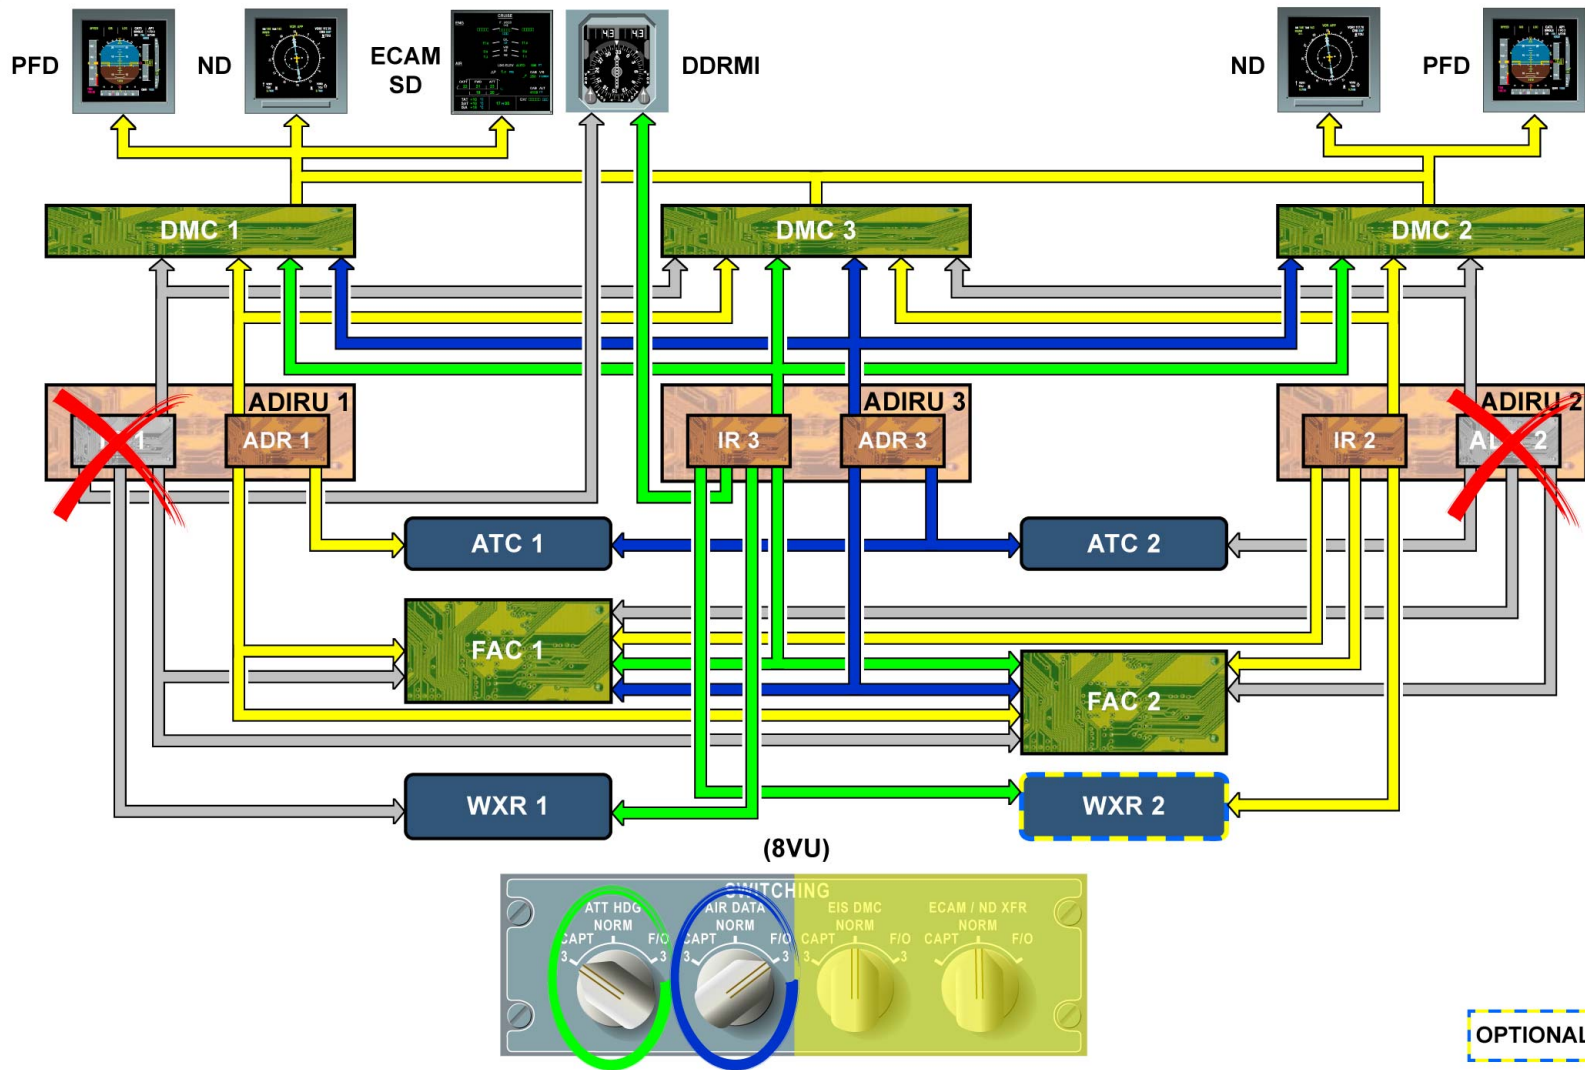 PFD
ND
ECAM
SD
DDRMI
ND
PFD
CRUISE
DMC 1
DMC 3
DMC 2
ADIRU 1
ADIRU 3
ADIRU 2
ADR 1
IR 3
ADR 3
IR 2
ATC 1
ATC 2
FAC 1
FAC 2
WXR 1
WXR 2
(8VU)
SWITCHING
ATT HDG
NORM
CAPT
F/O
3
3
AIR DATA
NORM
CAPT
F/O
3
3
EIS DMC
NORM
CAPT
F/O
3
3
ECAM / ND XFR
NORM
CAPT
F/O
OPTIONAL